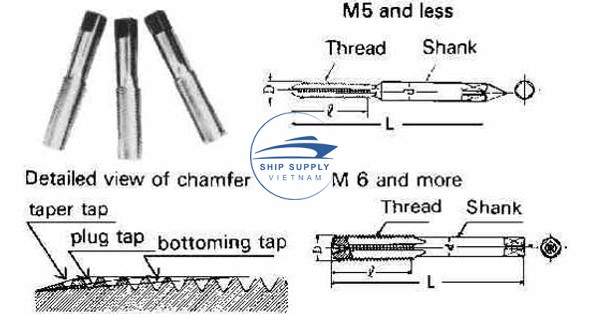 M5 and less
Thread Shank
D
d
ℓ
L
SHIP SUPPLY
VIETNAM
Detailed view of chamfer
M 6 and more
taper tap
plug tap
bottoming tap
Thread Shank
D
d
ℓ
L